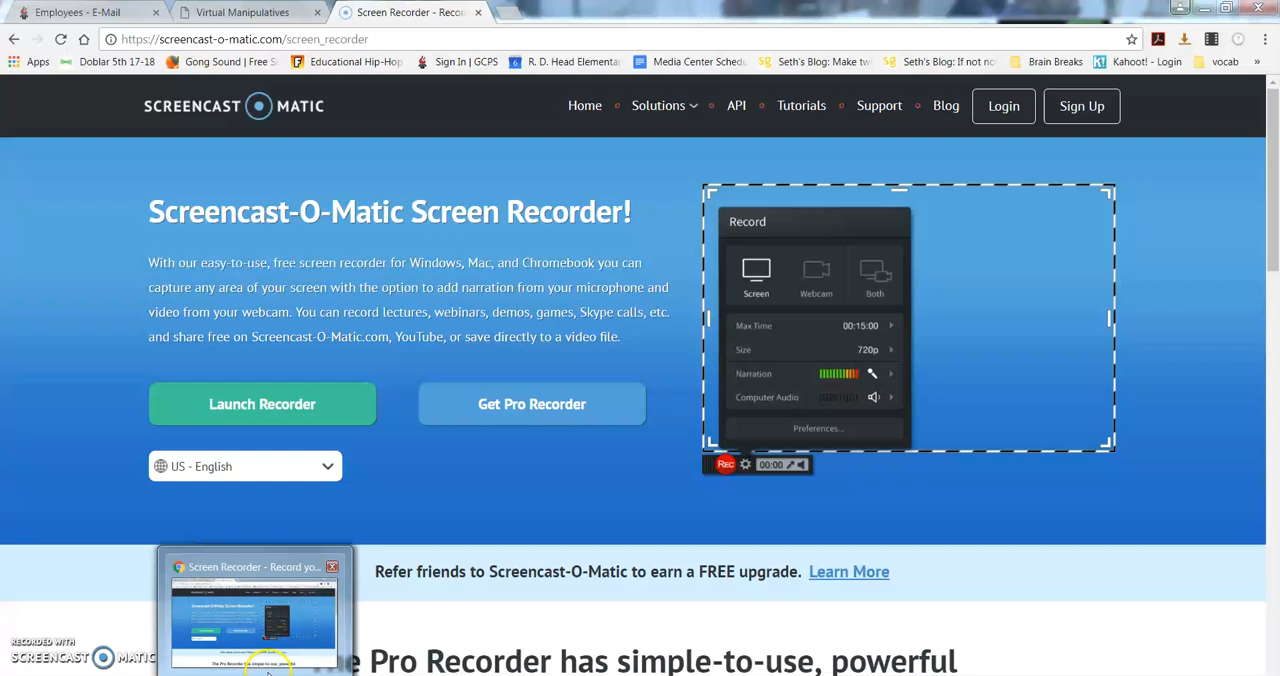 Employees - E-Mail
Virtual Manipulatives
Screen Recorder - Recor
https://screencast-o-matic.com/screen_recorder
Apps
Doblar 5th 17-18
Gong Sound | Free S
Educational Hip-Hop
Sign In | GCPS
R. D. Head Elementa
Media Center Schedu
Seth's Blog: Make tw
Seth's Blog: If not no
Brain Breaks
Kahoot! - Login
vocab
»
SCREENCAST MATIC
Home
Solutions
API
Tutorials
Support
Blog
Login
Sign Up
Screencast-O-Matic Screen Recorder!
With our easy-to-use, free screen recorder for Windows, Mac, and Chromebook you can
capture any area of your screen with the option to add narration from your microphone and
video from your webcam. You can record lectures, webinars, demos, games, Skype calls, etc.
and share free on Screencast-O-Matic.com, YouTube, or save directly to a video file.
Launch Recorder
Get Pro Recorder
US - English
Record
Screen
Webcam
Both
Max Time 00:15:00
Size 720p
Narration
Computer Audio
Preferences...
REC 00:00
Screen Recorder - Record yo...
Refer friends to Screencast-O-Matic to earn a FREE upgrade. Learn More
RECORDED WITH
SCREENCAST MATIC
Pro Recorder has simple-to-use, powerful